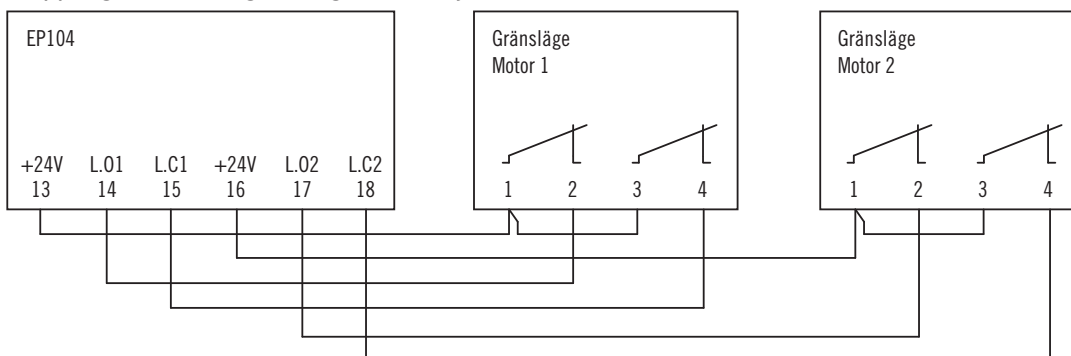 EP104
+24V L.O1 L.C1 +24V L.O2 L.C2
13 14 15 16 17 18
Gränsläge
Motor 1
1 2 3 4
Gränsläge
Motor 2
1 2 3 4